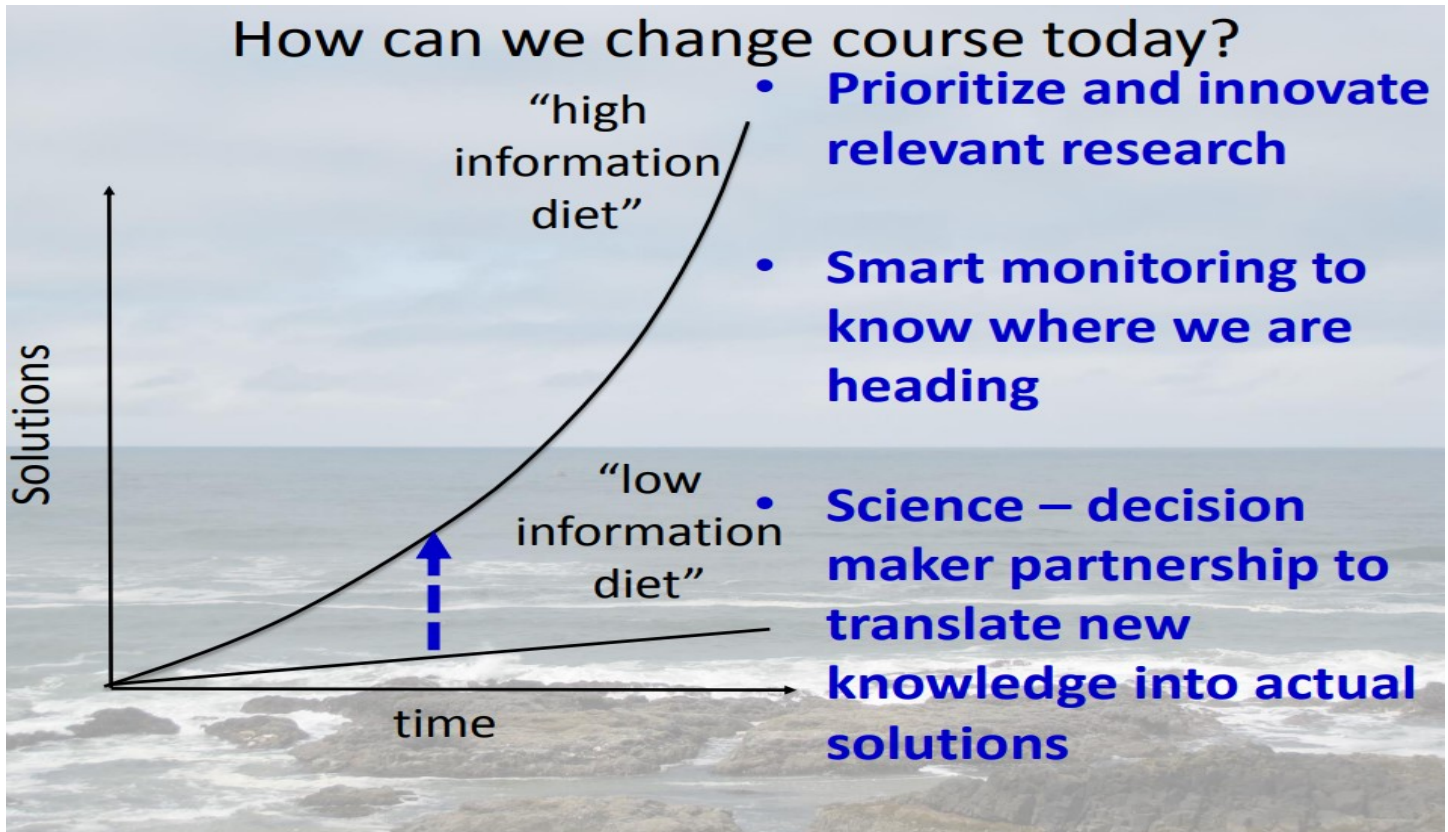 How can we change course today?
“high
information
diet”
Solutions
“low
information
diet”
time
• Prioritize and innovate
relevant research
• Smart monitoring to
know where we are
heading
• Science – decision
maker partnership to
translate new
knowledge into actual
solutions